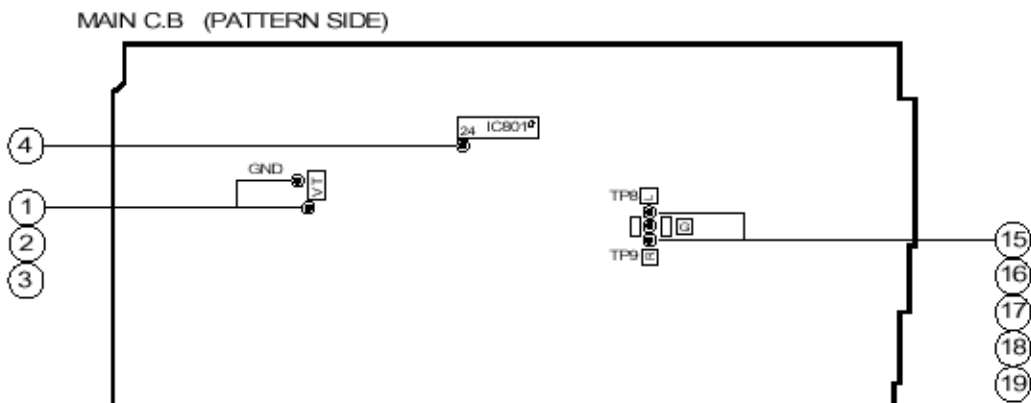 MAIN C.B (PATTERN SIDE)
24 IC801
4
GND
VT
1
2
3
TP8 L
G
TP9 R
15
16
17
18
19